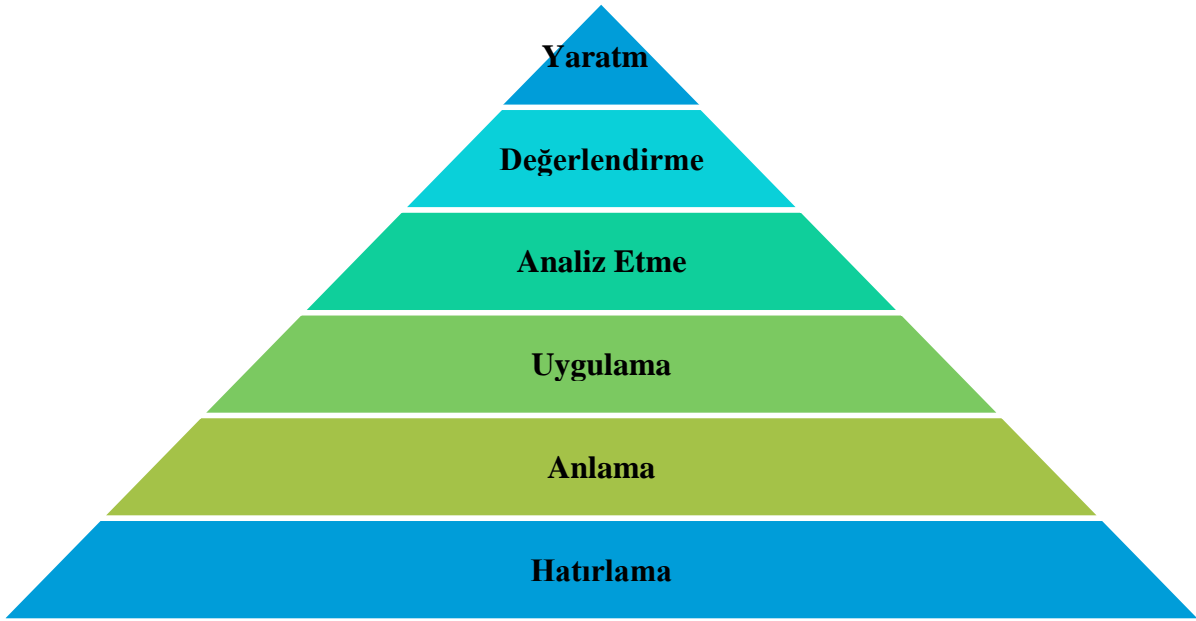 Yaratm
Değerlendirme
Analiz Etme
Uygulama
Anlama
Hatırlama